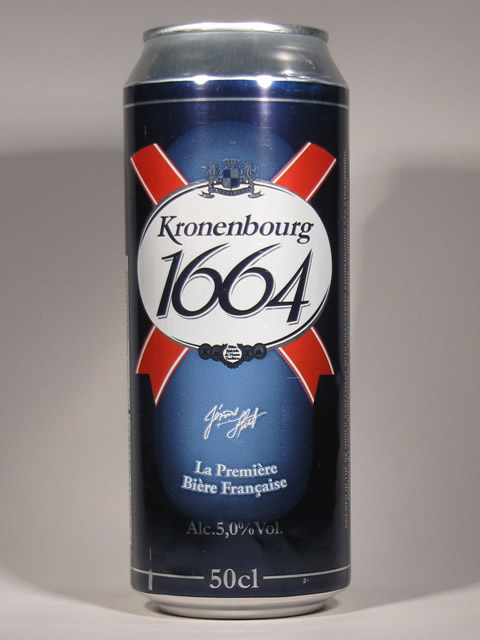 Kronenbourg
1664
La Première
Bière Française
Alc.5,0%Vol.
50cl